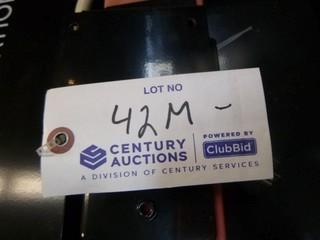 LOT NO
42M -
CENTURY AUCTIONS
POWERED BY
ClubBid
A DIVISION OF CENTURY SERVICES